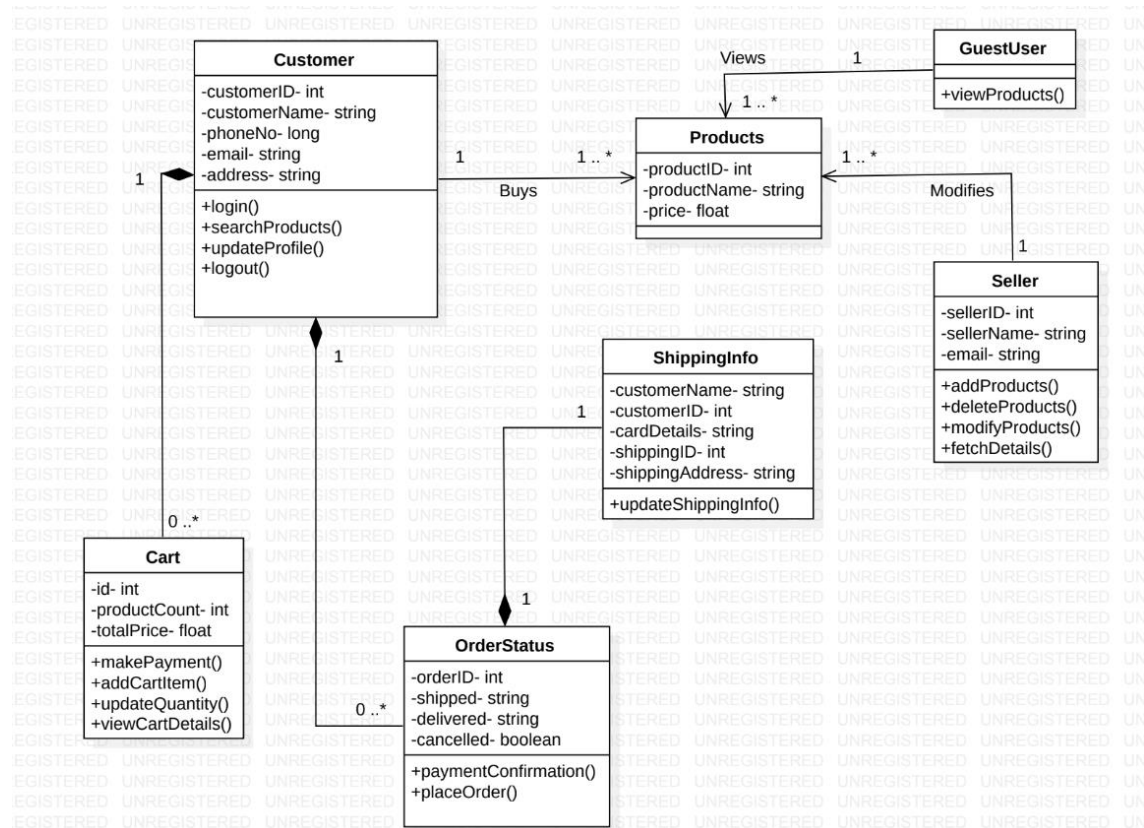 Customer
-customerID- int
-customerName- string
-phoneNo- long
-email- string
-address- string
+login()
+searchProducts()
+updateProfile()
+logout()
1
1
1
Buys
1 .. *
Views
1
1 .. *
GuestUser
+viewProducts()
Products
-productID- int
-productName- string
-price- float
1 .. *
Modifies
1
Seller
-sellerID- int
-sellerName- string
-email- string
+addProducts()
+deleteProducts()
+modifyProducts()
+fetchDetails()
ShippingInfo
-customerName- string
-customerID- int
-cardDetails- string
-shippingID- int
-shippingAddress- string
+updateShippingInfo()
1
1
0 ..*
Cart
-id- int
-productCount- int
-totalPrice- float
+makePayment()
+addCartItem()
+updateQuantity()
+viewCartDetails()
0 ..*
OrderStatus
-orderID- int
-shipped- string
-delivered- string
-cancelled- boolean
+paymentConfirmation()
+placeOrder()
UNREGISTERED